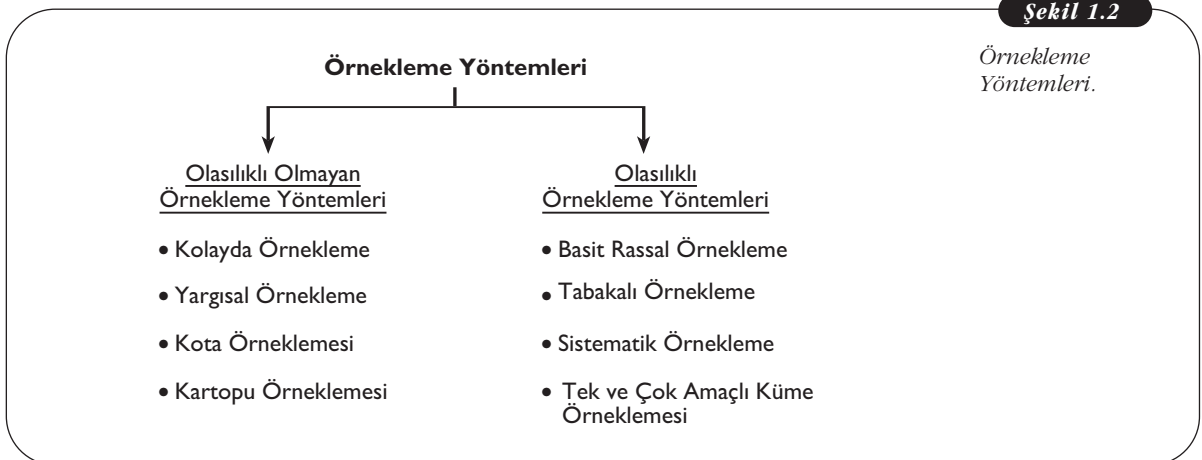 Şekil 1.2
Örnekleme
Yöntemleri.
Örnekleme Yöntemleri
Olasılıklı Olmayan
Örnekleme Yöntemleri
• Kolayda Örnekleme
• Yargısal Örnekleme
• Kota Örneklemesi
• Kartopu Örneklemesi
Olasılıklı
Örnekleme Yöntemleri
• Basit Rassal Örnekleme
• Tabakalı Örnekleme
• Sistematik Örnekleme
• Tek ve Çok Amaçlı Küme
Örneklemesi